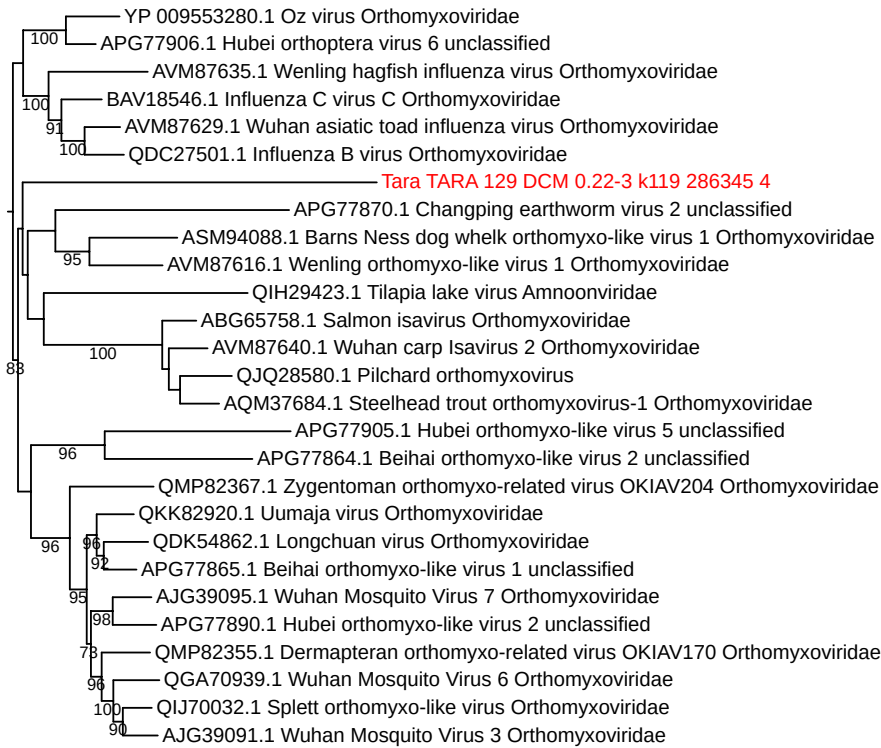 YP 009553280.1 Oz virus Orthomyxoviridae
100
APG77906.1 Hubei orthoptera virus 6 unclassified
AVM87635.1 Wenling hagfish influenza virus Orthomyxoviridae
100
BAV18546.1 Influenza C virus C Orthomyxoviridae
91
AVM87629.1 Wuhan asiatic toad influenza virus Orthomyxoviridae
100
QDC27501.1 Influenza B virus Orthomyxoviridae
Tara TARA 129 DCM 0.22-3 k119 286345 4
APG77870.1 Changping earthworm virus 2 unclassified
ASM94088.1 Barns Ness dog whelk orthomyxo-like virus 1 Orthomyxoviridae
95
AVM87616.1 Wenling orthomyxo-like virus 1 Orthomyxoviridae
QIH29423.1 Tilapia lake virus Amnoonviridae
ABG65758.1 Salmon isavirus Orthomyxoviridae
100
AVM87640.1 Wuhan carp Isavirus 2 Orthomyxoviridae
83
QJQ28580.1 Pilchard orthomyxovirus
AQM37684.1 Steelhead trout orthomyxovirus-1 Orthomyxoviridae
APG77905.1 Hubei orthomyxo-like virus 5 unclassified
96
APG77864.1 Beihai orthomyxo-like virus 2 unclassified
QMP82367.1 Zygentoman orthomyxo-related virus OKIAV204 Orthomyxoviridae
QKK82920.1 Uumaja virus Orthomyxoviridae
96
96
QDK54862.1 Longchuan virus Orthomyxoviridae
92
APG77865.1 Beihai orthomyxo-like virus 1 unclassified
95
AJG39095.1 Wuhan Mosquito Virus 7 Orthomyxoviridae
98
APG77890.1 Hubei orthomyxo-like virus 2 unclassified
73
QMP82355.1 Dermapteran orthomyxo-related virus OKIAV170 Orthomyxoviridae
96
QGA70939.1 Wuhan Mosquito Virus 6 Orthomyxoviridae
100
QIJ70032.1 Splett orthomyxo-like virus Orthomyxoviridae
90
AJG39091.1 Wuhan Mosquito Virus 3 Orthomyxoviridae